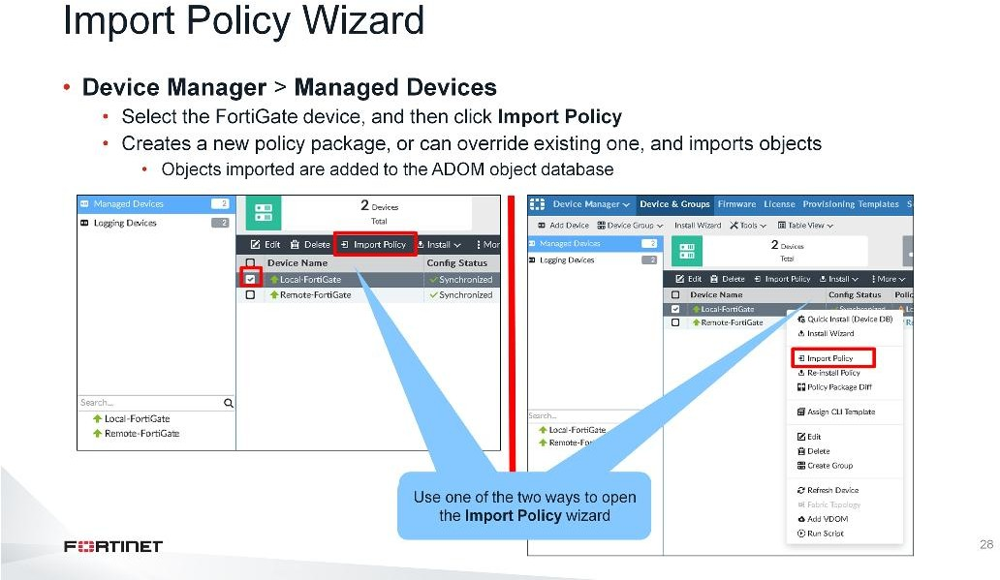 Import Policy Wizard
• Device Manager > Managed Devices
• Select the FortiGate device, and then click Import Policy
• Creates a new policy package, or can override existing one, and imports objects
• Objects imported are added to the ADOM object database
Managed Devices 2
Logging Devices 2
2 Devices
Total
Edit Delete Import Policy Install Mor
Device Name Config Status
Local-FortiGate Synchronized
Remote-FortiGate Synchronized
Search...
Local-FortiGate
Remote-FortiGate
Device Manager Device & Groups Firmware License Provisioning Templates S
Add Device Device Group Install Wizard Tools Table View
Managed Devices 2
Logging Devices 2
2 Devices
Total
Edit Delete Import Policy Install More
Device Name Config Status Polic
Local-FortiGate Synchronized Lc
Remote-FortiGate Re
Quick Install (Device DB)
Install Wizard
Import Policy
Re-install Policy
Policy Package Diff
Assign CLI Template
Edit
Delete
Create Group
Refresh Device
Fabric Topology
Add VDOM
Run Script
Search...
Local-FortiGate
Remote-For
Use one of the two ways to open
the Import Policy wizard
FORTINET
28